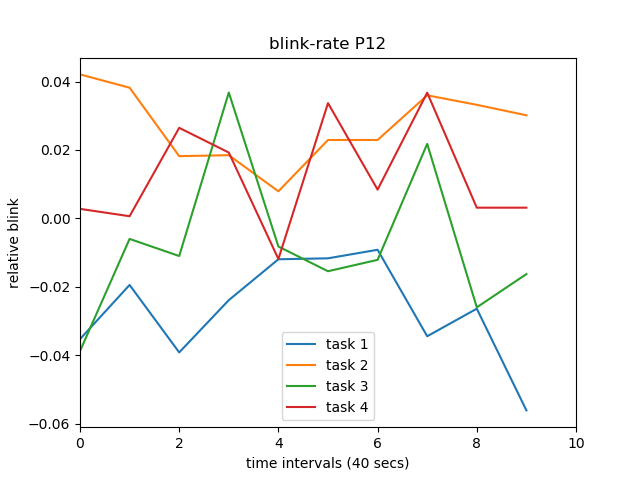 blink-rate P12
relative blink
0.04
0.02
0.00
−0.02
−0.04
−0.06
task 1
task 2
task 3
task 4
0 2 4 6 8 10
time intervals (40 secs)